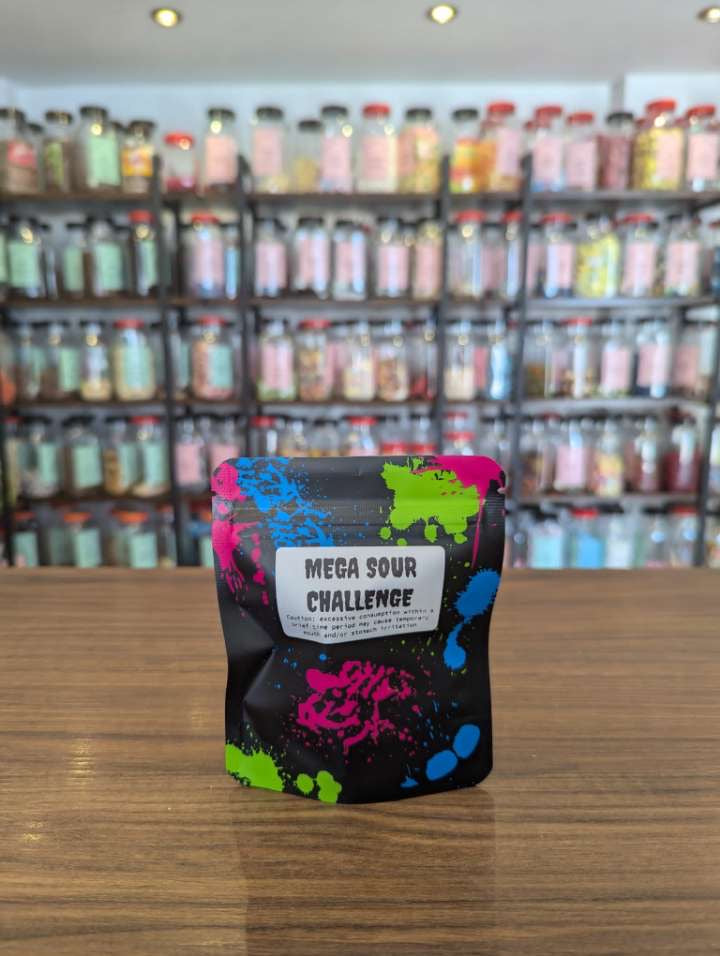 MEGA SOUR
CHALLENGE
Caution: excessive consumption within a
brief time period may cause temporary
mouth and/or stomach irritation